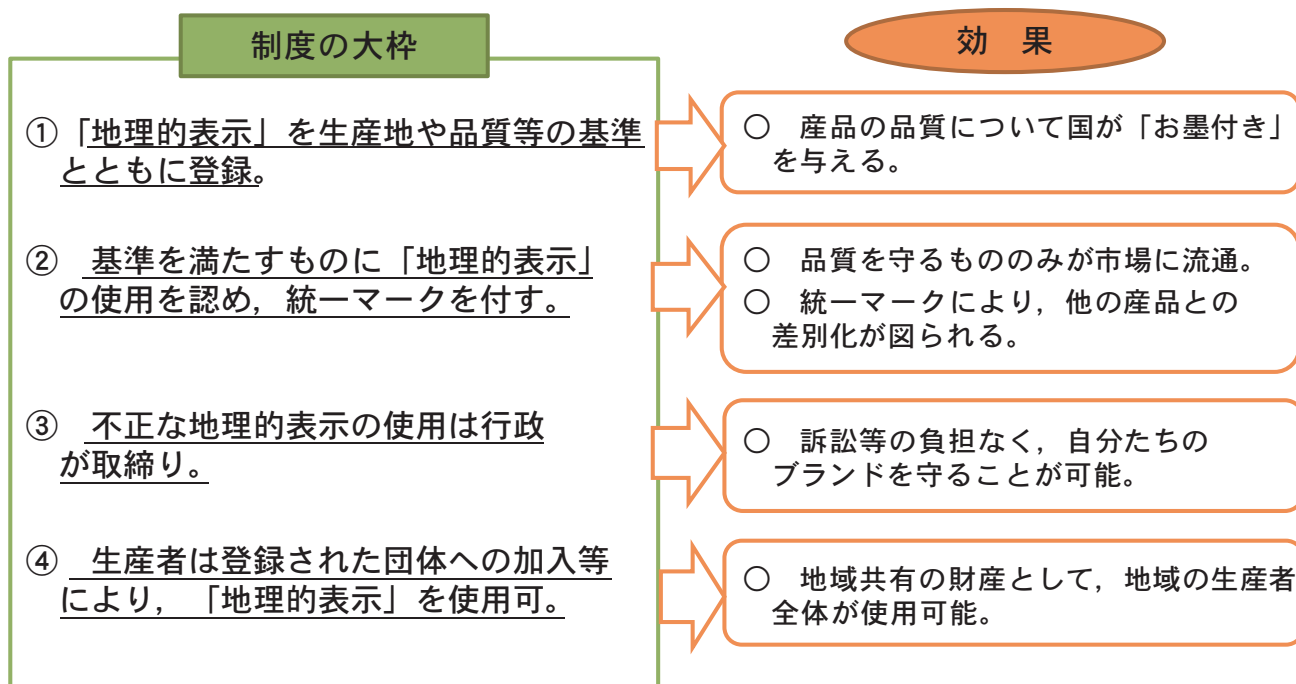 制度の大枠
効　果
①「地理的表示」を生産地や品質等の基準
とともに登録。
○　産品の品質について国が「お墨付き」
を与える。
②　基準を満たすものに「地理的表示」
の使用を認め，統一マークを付す。
○　品質を守るもののみが市場に流通。
○　統一マークにより，他の産品との
差別化が図られる。
③　不正な地理的表示の使用は行政
が取締り。
○　訴訟等の負担なく，自分たちの
ブランドを守ることが可能。
④　生産者は登録された団体への加入等
により，「地理的表示」を使用可。
○　地域共有の財産として，地域の生産者
全体が使用可能。